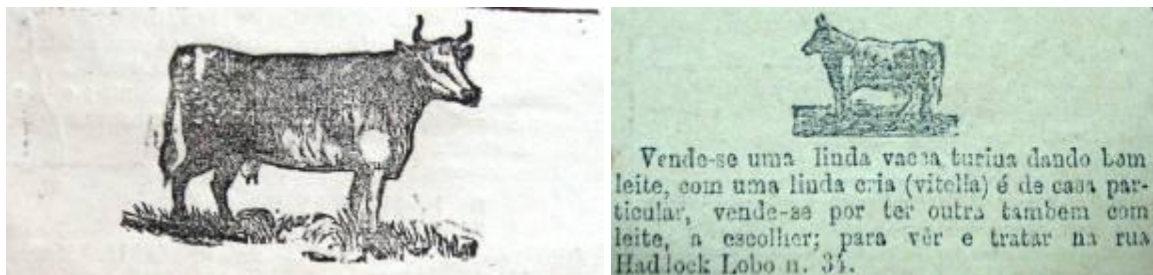 Vende-se uma linda vacca turina dando bom
leite, com uma linda cria (vitella) é de casa par-
ticular, vende-se por ter outra tambem com
leite, a escolher; para vêr e tratar na rua
Hadlock Lobo n. 34.